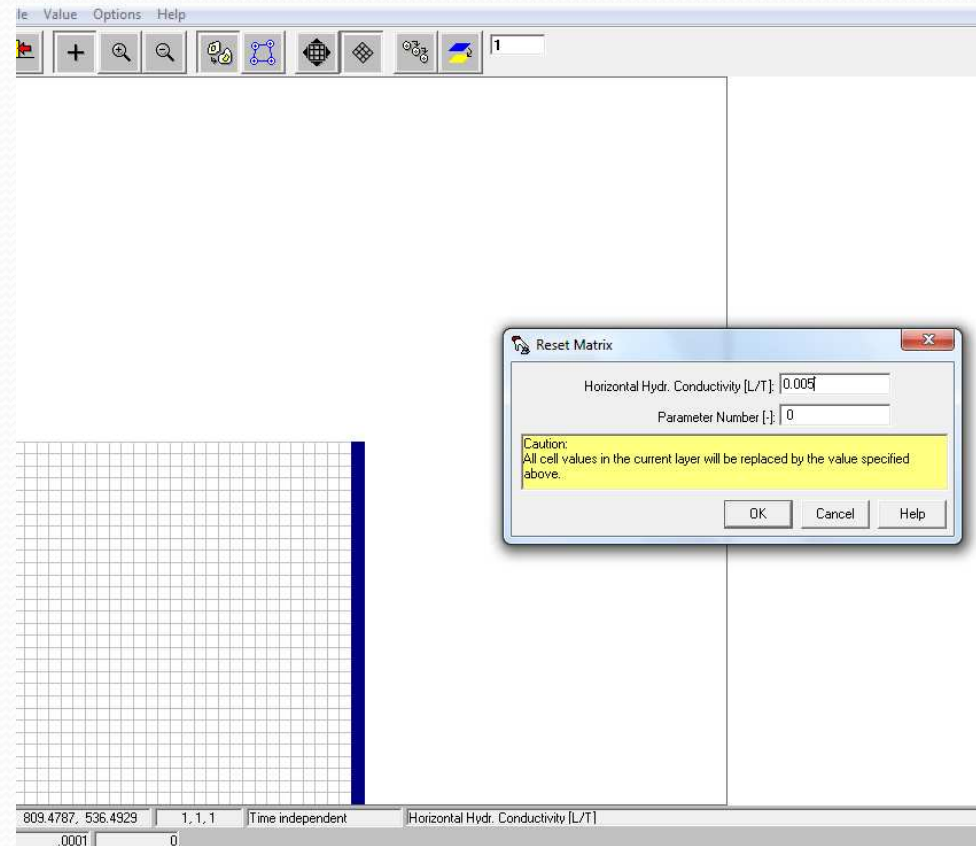 le Value Options Help
1
Reset Matrix
Horizontal Hydr. Conductivity [L/T]: 0.005
Parameter Number [-]: 0
Caution:
All cell values in the current layer will be replaced by the value specified
above.
OK Cancel Help
809.4787, 536.4929 1, 1, 1 Time independent Horizontal Hydr. Conductivity [L/T]
.0001 0